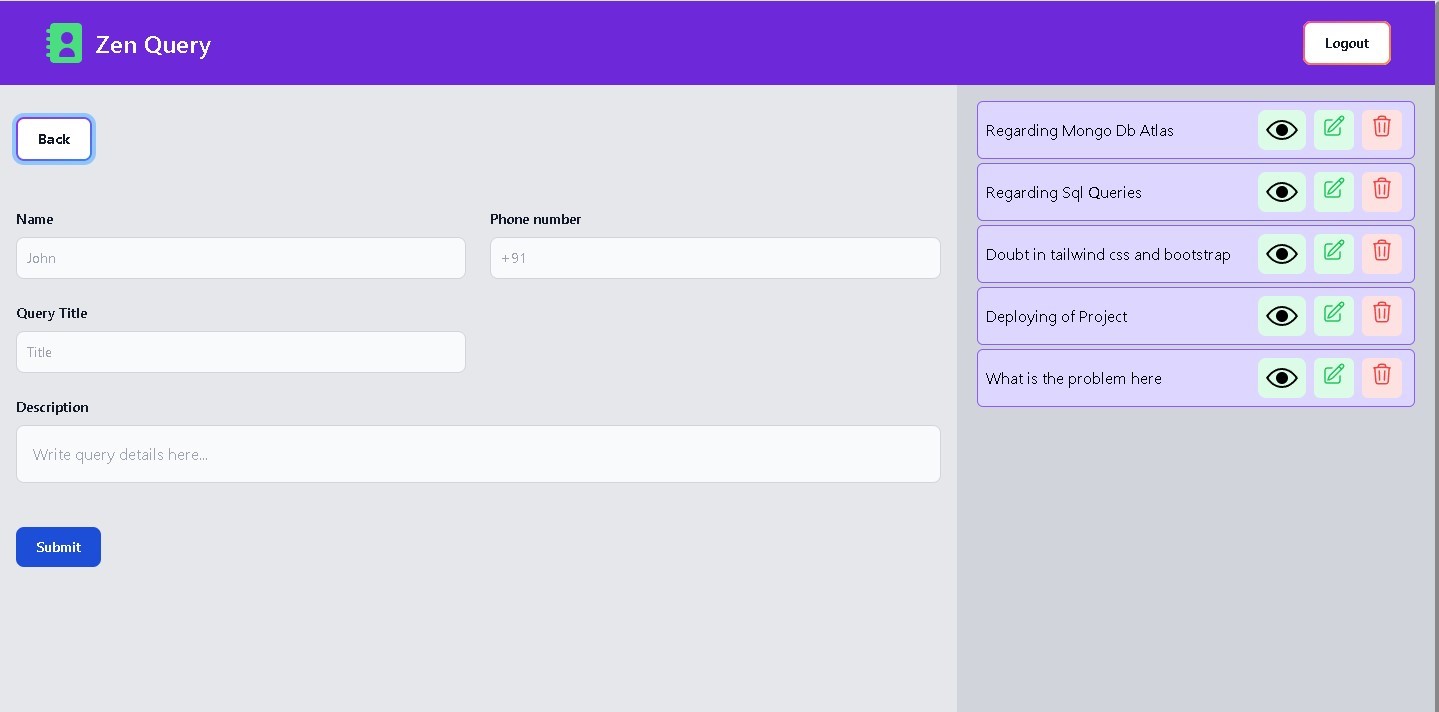 Zen Query
Logout
Back
Name
Phone number
John
+91
Query Title
Title
Description
Write query details here...
Submit
Regarding Mongo Db Atlas
Regarding Sql Queries
Doubt in tailwind css and bootstrap
Deploying of Project
What is the problem here